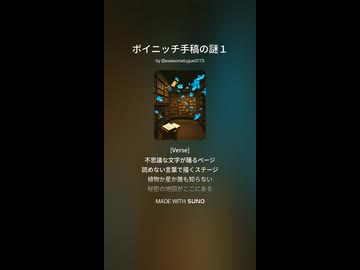 ボイニッチ手稿の謎１
by @awesomefugue0773
[Verse]
不思議な文字が踊るページ
読めない言葉で描くステージ
植物か星か誰も知らない
秘密の地図がここにある
MADE WITH SUNO